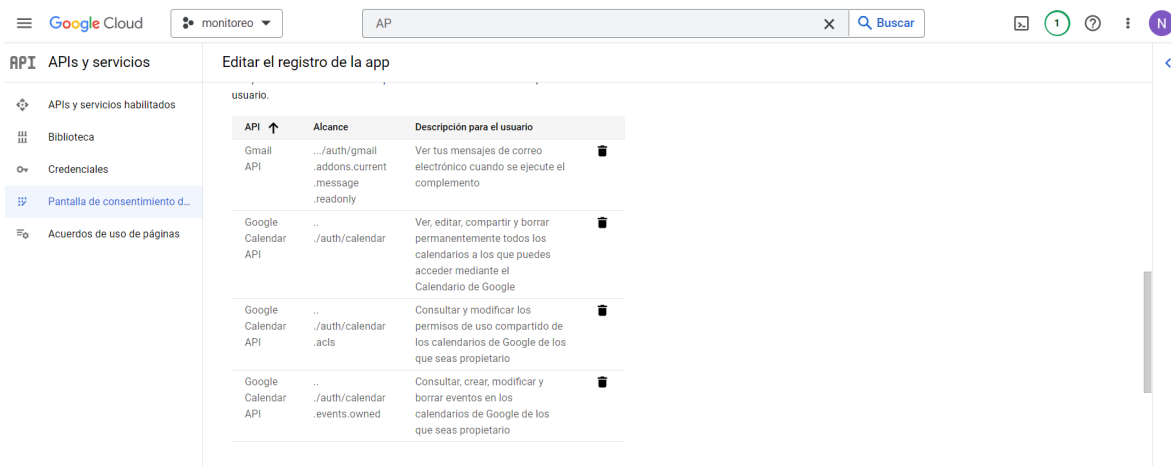 Google Cloud
monitoreo
AP
Buscar
1
N
API APIs y servicios
Editar el registro de la app
APIs y servicios habilitados
Biblioteca
Credenciales
Pantalla de consentimiento d...
Acuerdos de uso de páginas
usuario.
API Alcance Descripción para el usuario
Gmail .../auth/gmail Ver tus mensajes de correo
API .addons.current electrónico cuando se ejecute el
.message complemento
.readonly
Google .. Ver, editar, compartir y borrar
Calendar ./auth/calendar permanentemente todos los
API calendarios a los que puedes
acceder mediante el
Calendario de Google
Google .. Consultar y modificar los
Calendar ./auth/calendar permisos de uso compartido de
API .acls los calendarios de Google de los
que seas propietario
Google .. Consultar, crear, modificar y
Calendar ./auth/calendar borrar eventos en los
API .events.owned calendarios de Google de los
que seas propietario